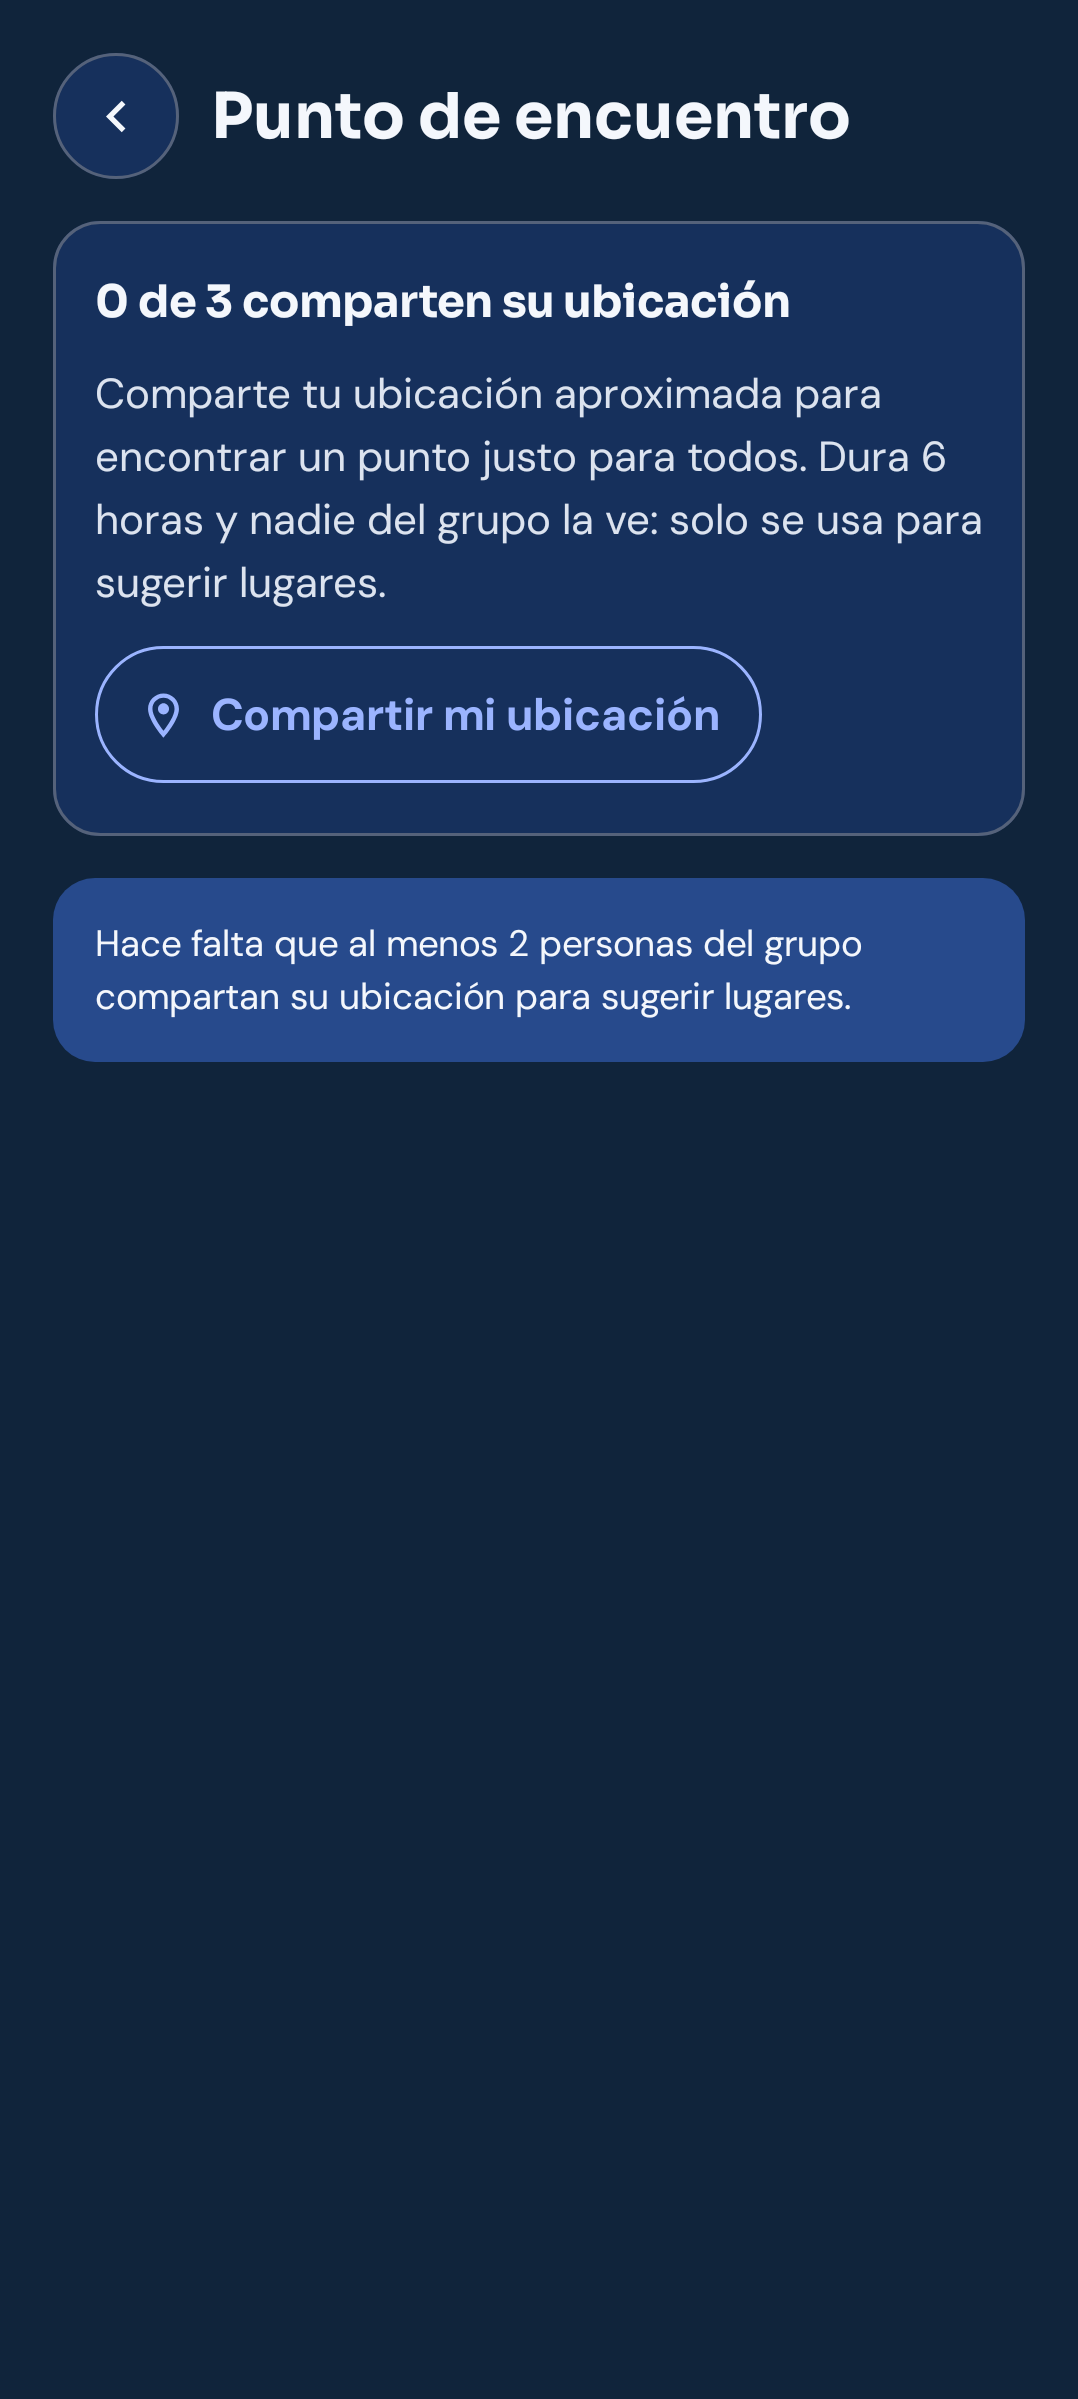 Punto de encuentro
0 de 3 comparten su ubicación
Comparte tu ubicación aproximada para
encontrar un punto justo para todos. Dura 6
horas y nadie del grupo la ve: solo se usa para
sugerir lugares.
Compartir mi ubicación
Hace falta que al menos 2 personas del grupo
compartan su ubicación para sugerir lugares.